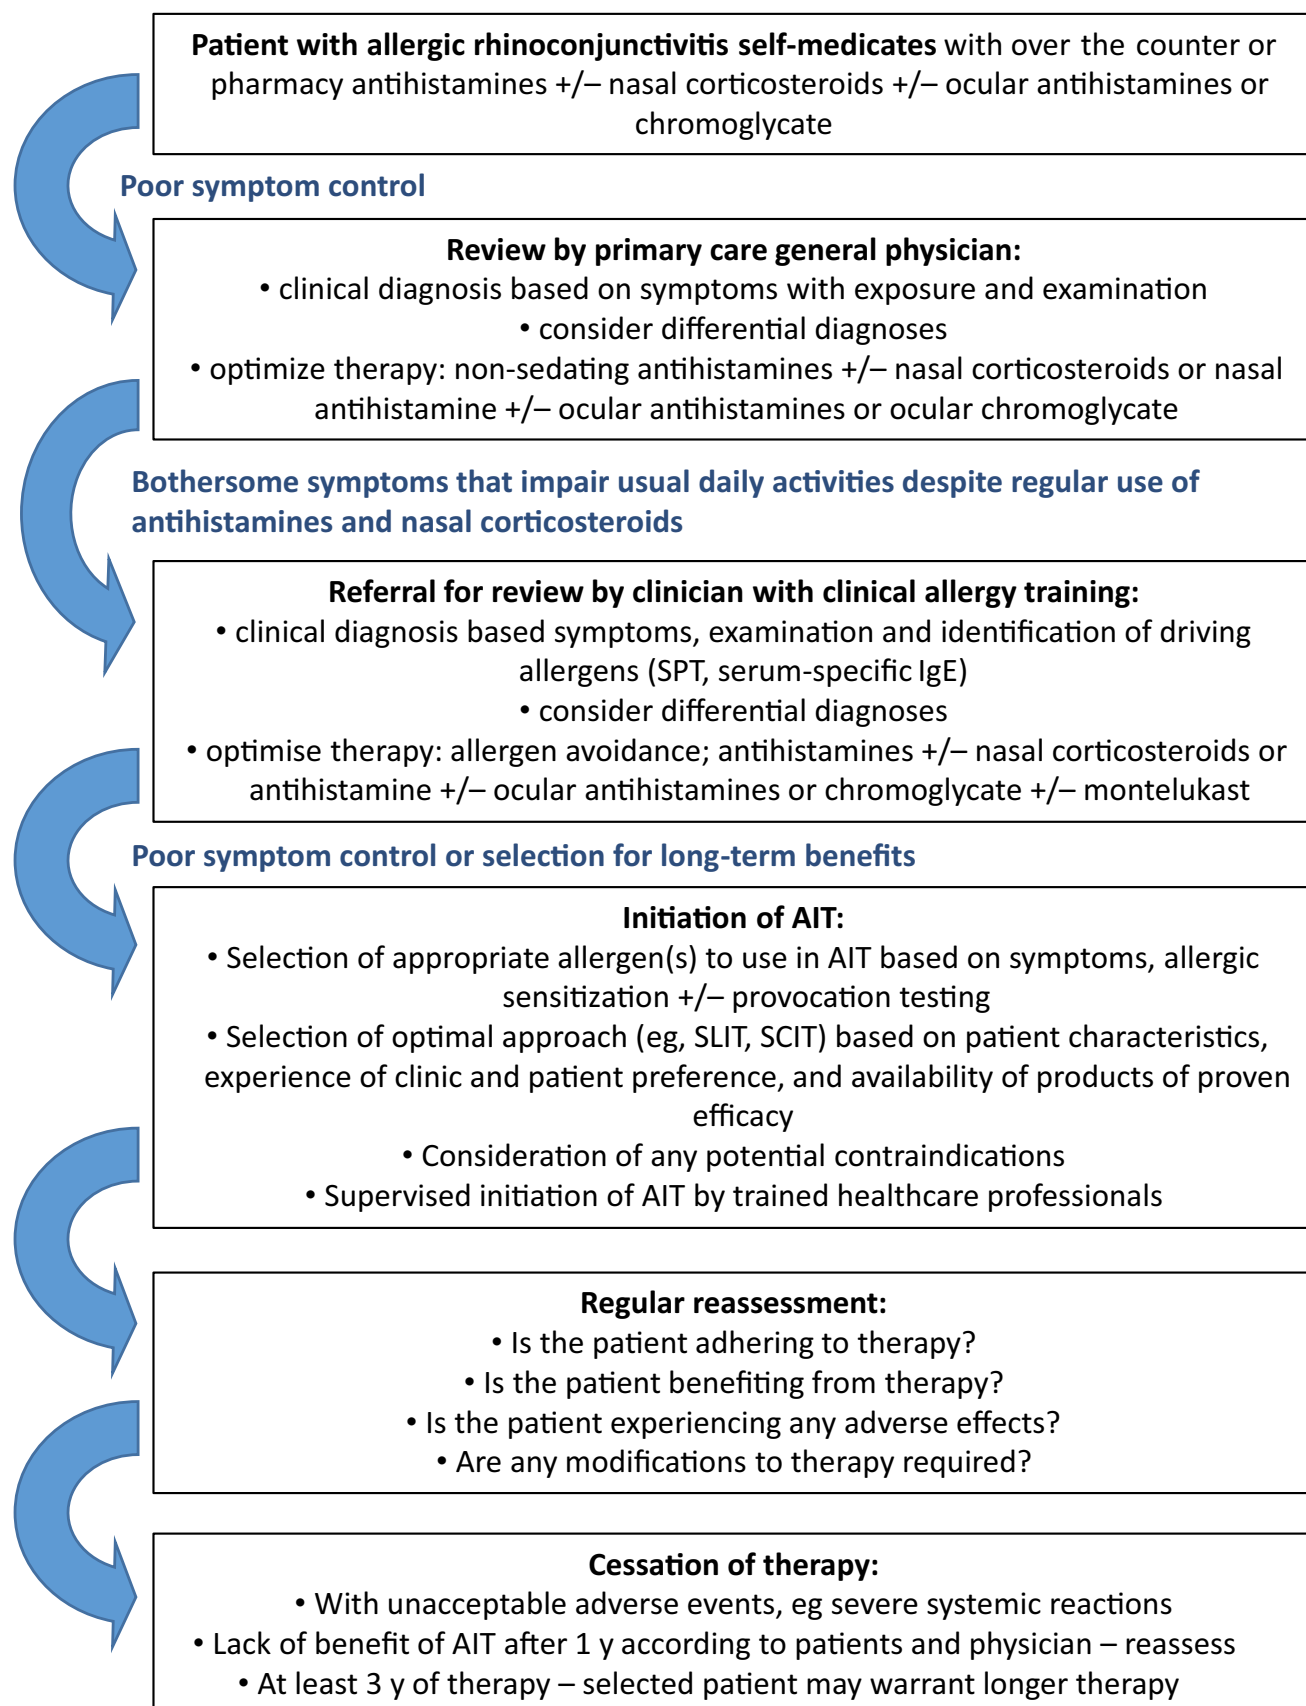 Patient with allergic rhinoconjunctivitis self-medicates with over the counter or
pharmacy antihistamines +/– nasal corticosteroids +/– ocular antihistamines or
chromoglycate
Poor symptom control
Review by primary care general physician:
• clinical diagnosis based on symptoms with exposure and examination
• consider differential diagnoses
• optimize therapy: non-sedating antihistamines +/– nasal corticosteroids or nasal
antihistamine +/– ocular antihistamines or ocular chromoglycate
Bothersome symptoms that impair usual daily activities despite regular use of
antihistamines and nasal corticosteroids
Referral for review by clinician with clinical allergy training:
• clinical diagnosis based symptoms, examination and identification of driving
allergens (SPT, serum-specific IgE)
• consider differential diagnoses
• optimise therapy: allergen avoidance; antihistamines +/– nasal corticosteroids or
antihistamine +/– ocular antihistamines or chromoglycate +/– montelukast
Poor symptom control or selection for long-term benefits
Initiation of AIT:
• Selection of appropriate allergen(s) to use in AIT based on symptoms, allergic
sensitization +/– provocation testing
• Selection of optimal approach (eg, SLIT, SCIT) based on patient characteristics,
experience of clinic and patient preference, and availability of products of proven
efficacy
• Consideration of any potential contraindications
• Supervised initiation of AIT by trained healthcare professionals
Regular reassessment:
• Is the patient adhering to therapy?
• Is the patient benefiting from therapy?
• Is the patient experiencing any adverse effects?
• Are any modifications to therapy required?
Cessation of therapy:
• With unacceptable adverse events, eg severe systemic reactions
• Lack of benefit of AIT after 1 y according to patients and physician – reassess
• At least 3 y of therapy – selected patient may warrant longer therapy